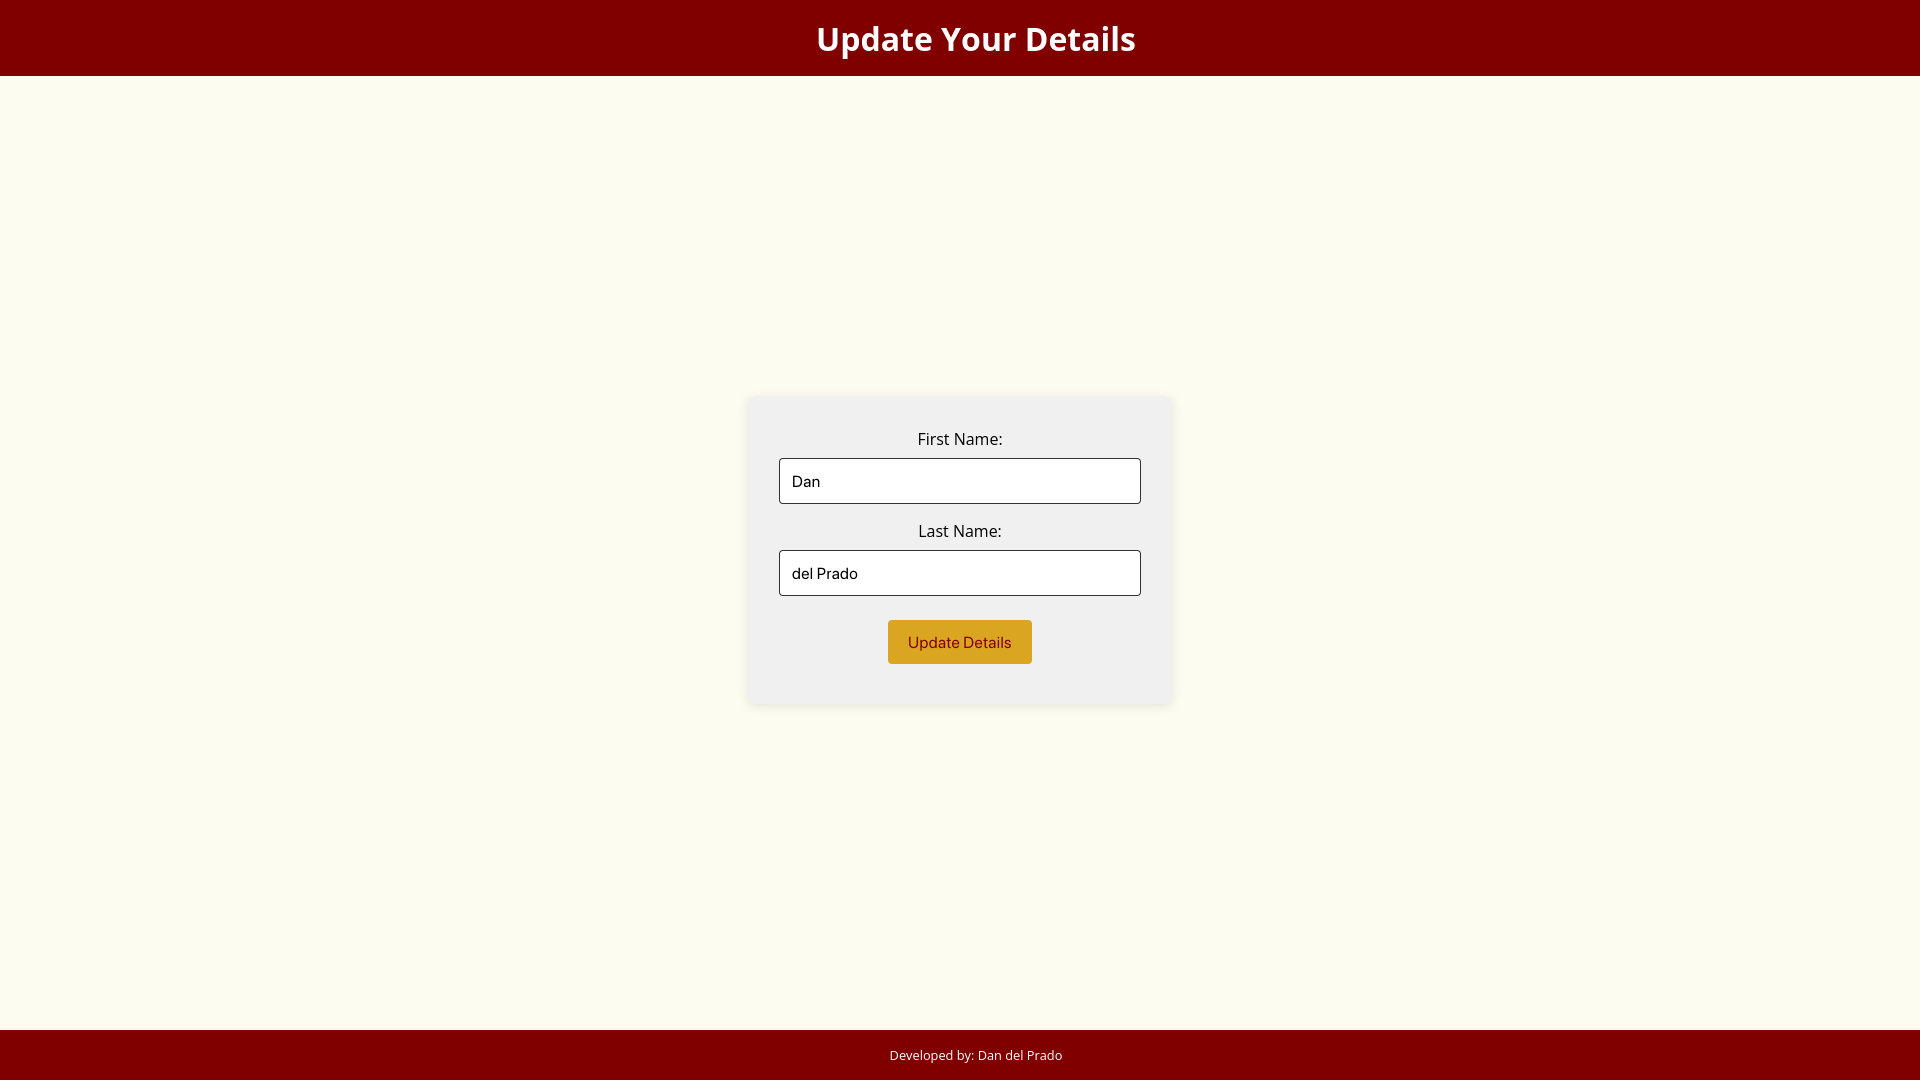 Update Your Details
First Name:
Dan
Last Name:
del Prado
Update Details
Developed by: Dan del Prado